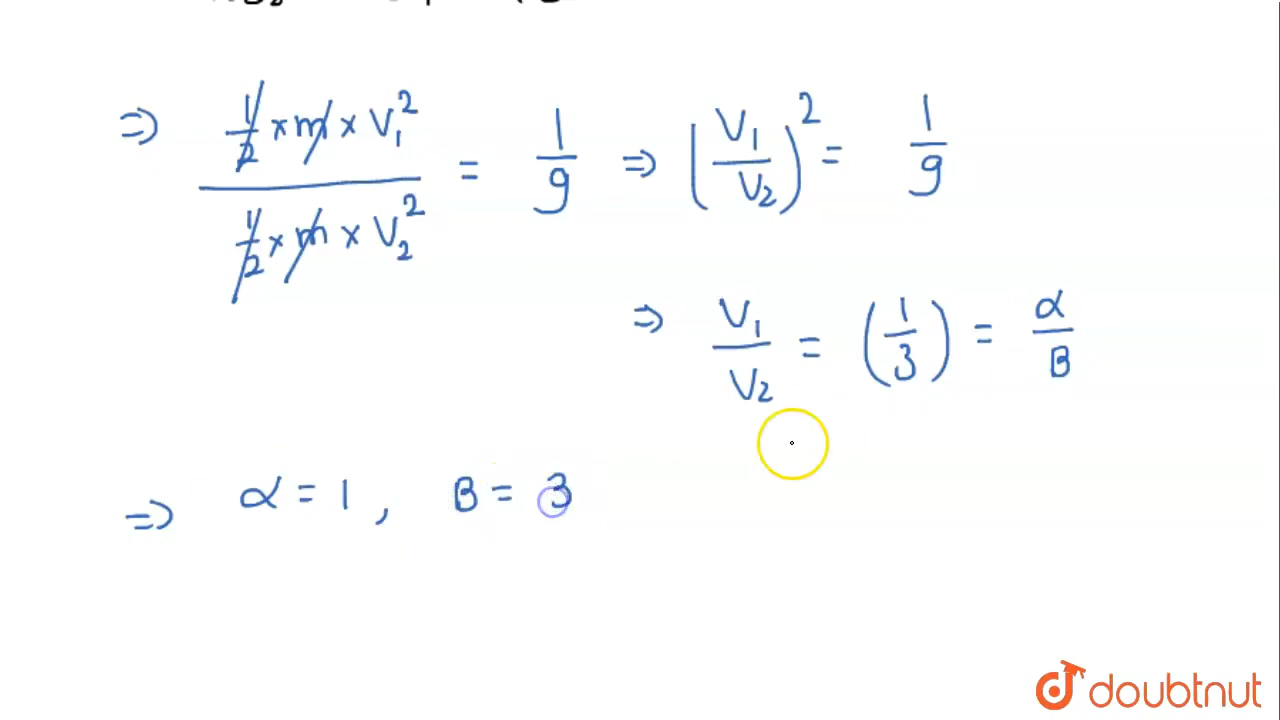 ⇒ (1/2 × m × V₁²) / (1/2 × m × V₂²) = 1/9 ⇒ (V₁/V₂)² = 1/9
⇒ V₁/V₂ = (1/3) = α/B
⇒ α = 1, B = 3
doubtnut